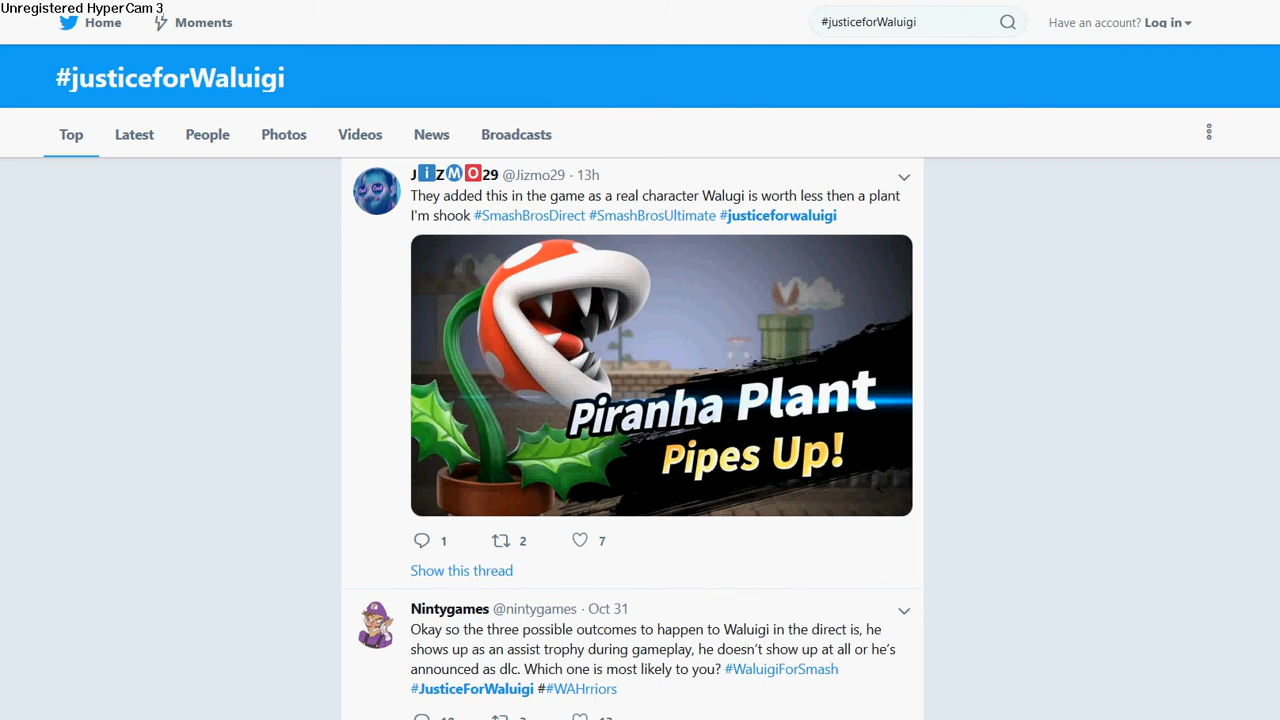 Unregistered HyperCam 3
Home
Moments
#justiceforWaluigi
Have an account? Log in
#justiceforWaluigi
Top
Latest
People
Photos
Videos
News
Broadcasts
JℹZⓂ🅾29 @Jizmo29 · 13h
They added this in the game as a real character Walugi is worth less then a plant
I'm shook #SmashBrosDirect #SmashBrosUltimate #justiceforwaluigi
Piranha Plant
Pipes Up!
1
2
7
Show this thread
Nintygames @nintygames · Oct 31
Okay so the three possible outcomes to happen to Waluigi in the direct is, he
shows up as an assist trophy during gameplay, he doesn’t show up at all or he’s
announced as dlc. Which one is most likely to you? #WaluigiForSmash
#JusticeForWaluigi ##WAHrriors